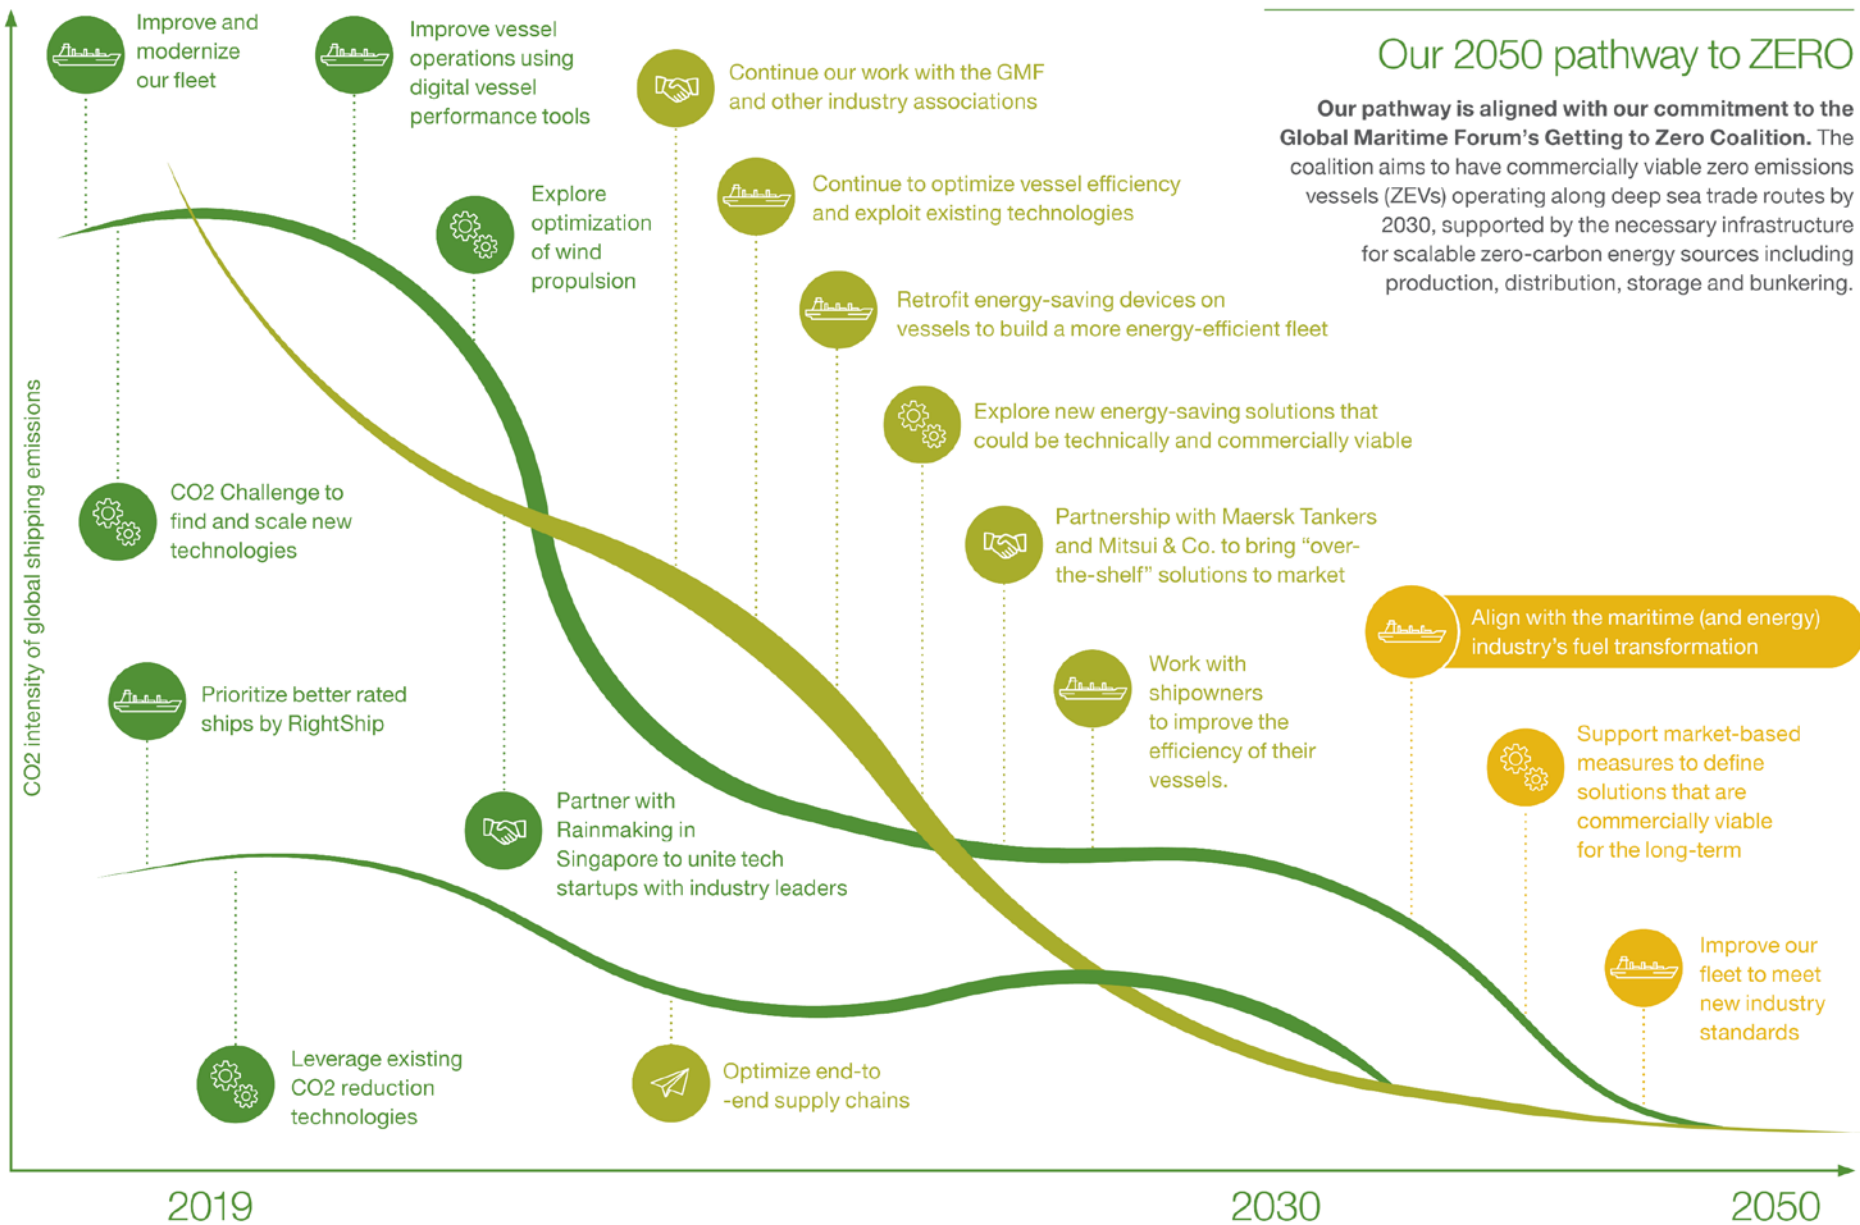 Improve and
modernize
our fleet
Improve vessel
operations using
digital vessel
performance tools
Continue our work with the GMF
and other industry associations
Our 2050 pathway to ZERO
Our pathway is aligned with our commitment to the
Global Maritime Forum's Getting to Zero Coalition. The
coalition aims to have commercially viable zero emissions
vessels (ZEVs) operating along deep sea trade routes by
2030, supported by the necessary infrastructure
for scalable zero-carbon energy sources including
production, distribution, storage and bunkering.
Explore
optimization
of wind
propulsion
Continue to optimize vessel efficiency
and exploit existing technologies
Retrofit energy-saving devices on
vessels to build a more energy-efficient fleet
Explore new energy-saving solutions that
could be technically and commercially viable
CO2 intensity of global shipping emissions
CO2 Challenge to
find and scale new
technologies
Partnership with Maersk Tankers
and Mitsui & Co. to bring “over-
the-shelf” solutions to market
Align with the maritime (and energy)
industry's fuel transformation
Prioritize better rated
ships by RightShip
Work with
shipowners
to improve the
efficiency of their
vessels.
Support market-based
measures to define
solutions that are
commercially viable
for the long-term
Partner with
Rainmaking in
Singapore to unite tech
startups with industry leaders
Improve our
fleet to meet
new industry
standards
Leverage existing
CO2 reduction
technologies
Optimize end-to
-end supply chains
2019
2030
2050